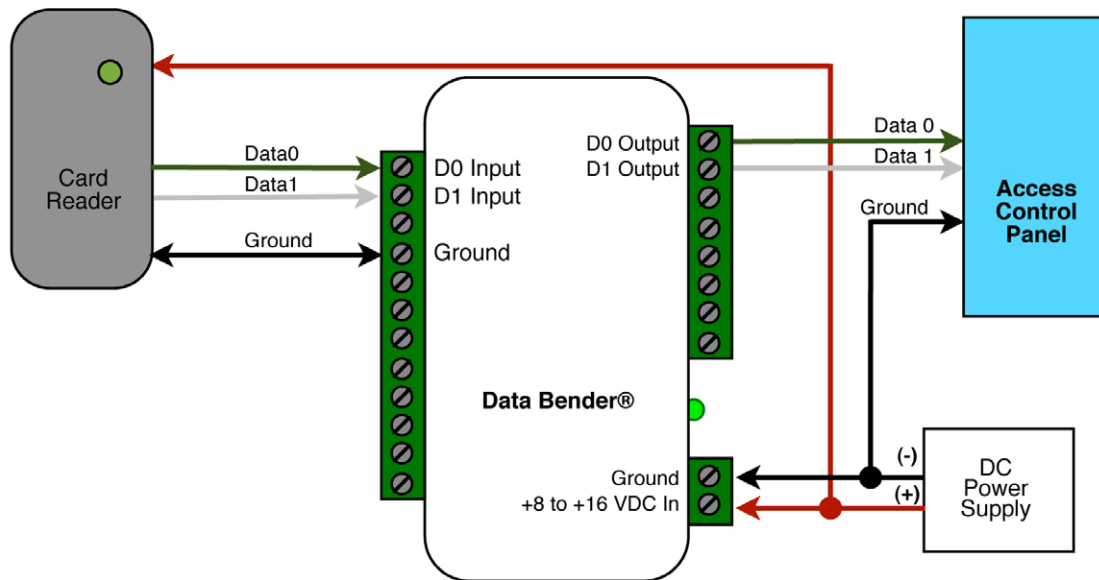 Card
Reader
Data0
Data1
Ground
D0 Input
D1 Input
Ground
D0 Output
D1 Output
Data 0
Data 1
Ground
Access
Control
Panel
Data Bender®
Ground
+8 to +16 VDC In
(-)
(+)
DC
Power
Supply